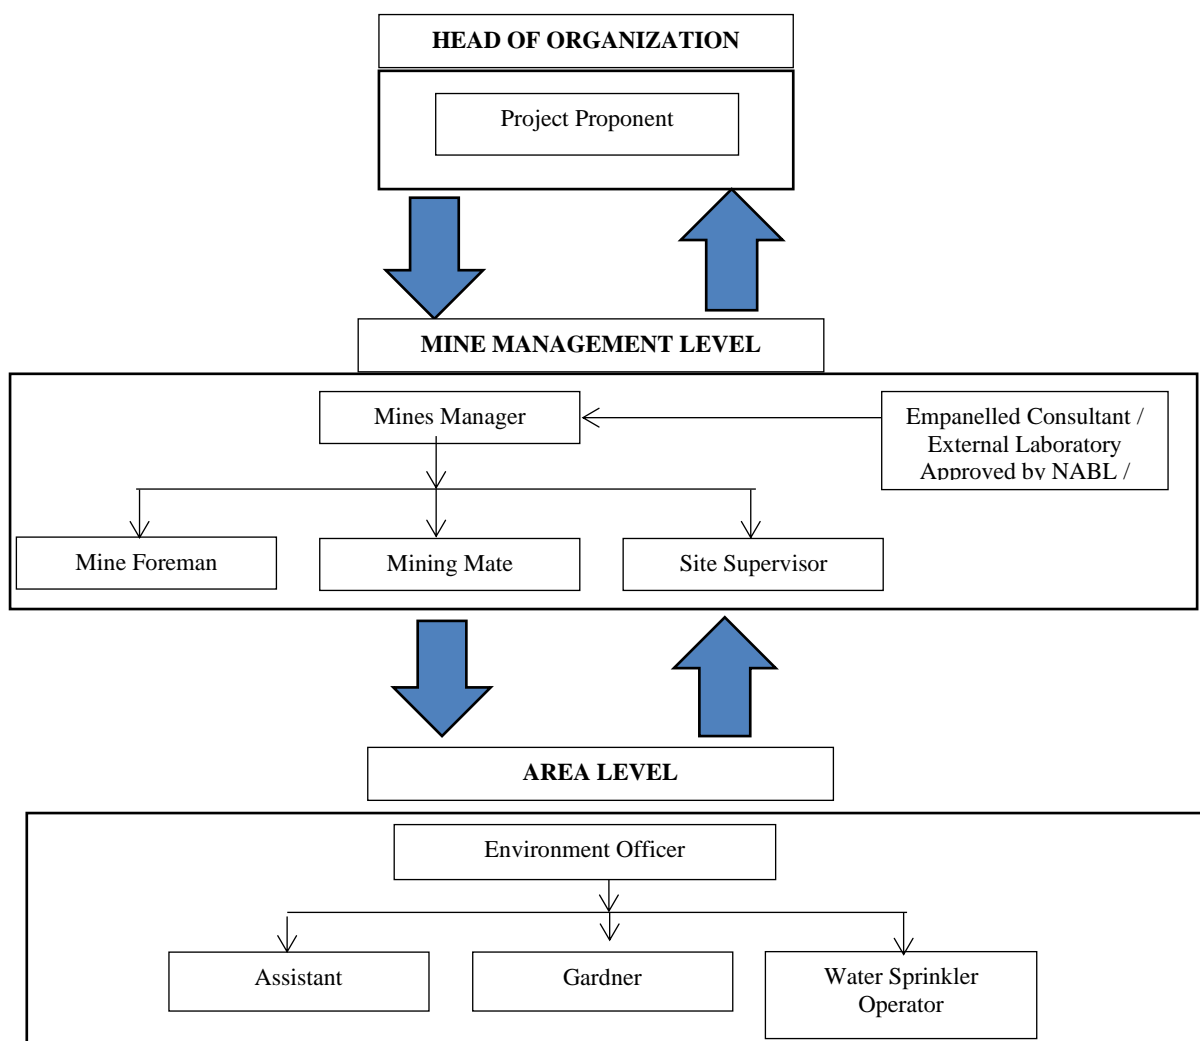 HEAD OF ORGANIZATION
Project Proponent
MINE MANAGEMENT LEVEL
Mines Manager
Empanelled Consultant /
External Laboratory
Approved by NABL /
Mine Foreman
Mining Mate
Site Supervisor
AREA LEVEL
Environment Officer
Assistant
Gardner
Water Sprinkler
Operator